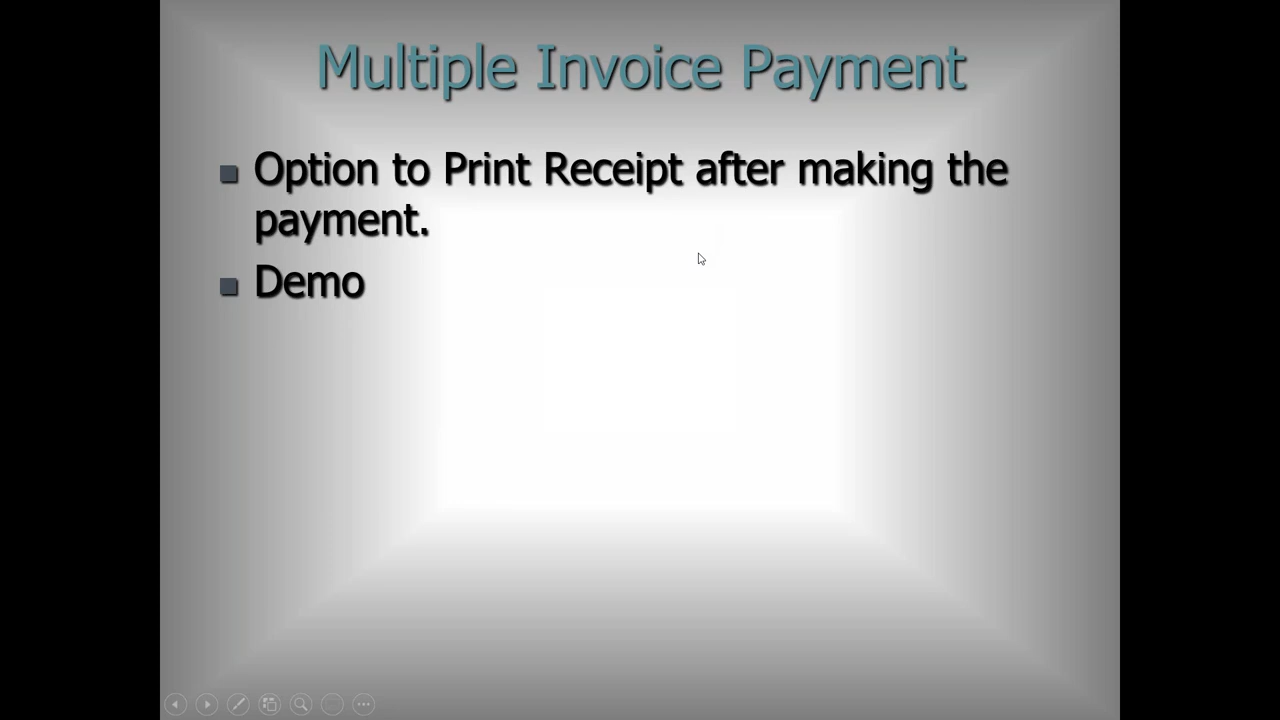 Multiple Invoice Payment
Option to Print Receipt after making the
payment.
Demo